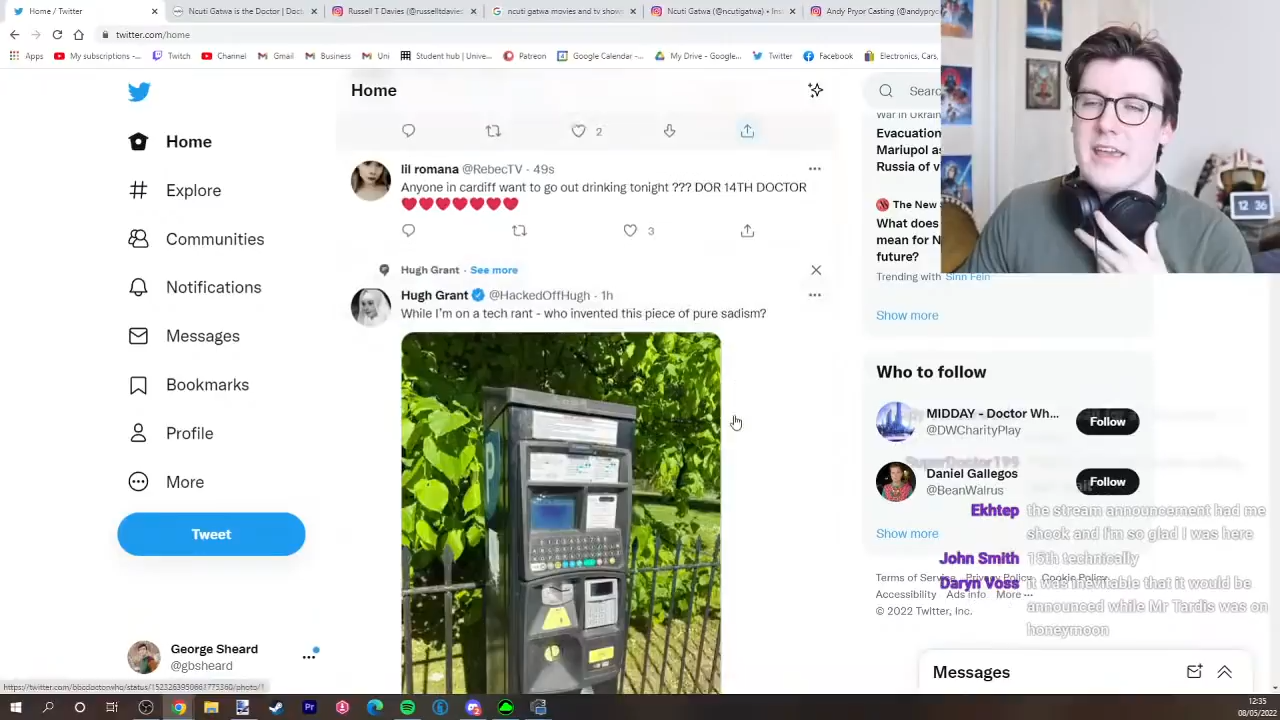 Home / Twitter
Ncuti Gatwa is the Doctor | Doct
Russell T Davies (@russelltdavies
ncuti gatwa movies and tv show
Ncuti Gatwa (@ncutigatwa) • Inst
Andy Pryor Casting (@andypryc
twitter.com/home
Apps
My subscriptions -...
Twitch
Channel
Gmail
Business
Uni
Student hub | Unive...
Patreon
Google Calendar -...
My Drive - Google...
Twitter
Facebook
Electronics, Cars,
Home
Explore
Communities
Notifications
Messages
Bookmarks
Profile
More
Tweet
George Sheard
@gbsheard
Home
2
lil romana @RebecTV · 49s
Anyone in cardiff want to go out drinking tonight ??? DOR 14TH DOCTOR
❤❤❤❤❤❤❤
3
Hugh Grant · See more
Hugh Grant @HackedOffHugh · 1h
While I'm on a tech rant - who invented this piece of pure sadism?
Searc
War in Ukrain
Evacuation
Mariupol as
Russia of v
The New S
What does
mean for N
future?
Trending with Sinn Fein
Show more
Who to follow
MIDDAY - Doctor Wh...
@DWCharityPlay
Follow
SuperDoctor199
Daniel Gallegos
@BeanWalrus
Follow
Show more
Ekhtep the stream announcement had me
shook and I'm so glad I was here
John Smith 15th technically
Daryn Voss it was inevitable that it would be
announced while Mr Tardis was on
honeymoon
Terms of Service Privacy Policy Cookie Policy
Accessibility Ads info More ···
© 2022 Twitter, Inc.
Messages
12 36
12:35
08/05/2022